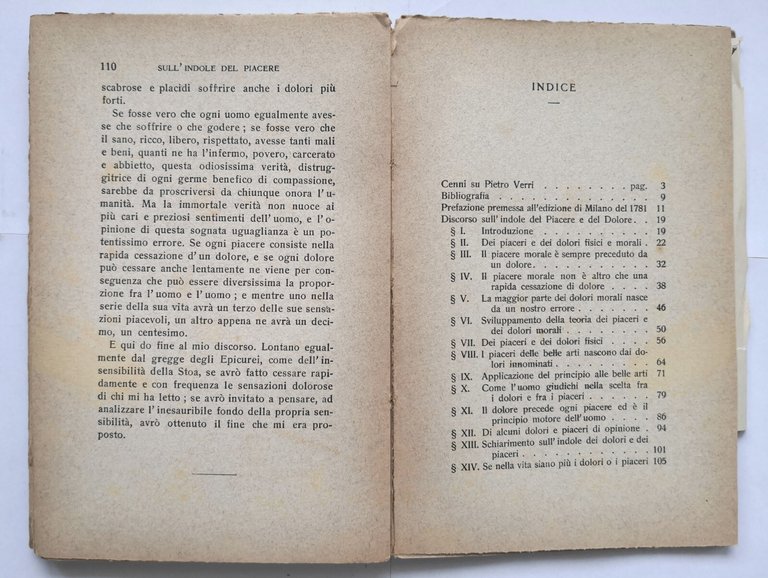 110 SULL'INDOLE DEL PIACERE
scabrose e placidi soffrire anche i dolori più
forti.
Se fosse vero che ogni uomo egualmente aves-
se che soffrire o che godere ; se fosse vero che
il sano, ricco, libero, rispettato, avesse tanti mali
e beni, quanti ne ha l'infermo, povero, carcerato
e abbietto, questa odiosissima verità, distrug-
gitrice di ogni germe benefico di compassione,
sarebbe da proscriversi da chiunque onora l'u-
manità. Ma la immortale verità non nuoce ai
più cari e preziosi sentimenti dell'uomo, e l'o-
pinione di questa sognata uguaglianza è un po-
tentissimo errore. Se ogni piacere consiste nella
rapida cessazione d'un dolore, e se ogni dolore
può cessare anche lentamente ne viene per con-
seguenza che può essere diversissima la propor-
zione fra l'uomo e l'uomo ; e mentre uno nella
serie della sua vita avrà un terzo delle sue sensa-
zioni piacevoli, un altro appena ne avrà un deci-
mo, un centesimo.
E qui do fine al mio discorso. Lontano egual-
mente dal gregge degli Epicurei, come dell'in-
sensibilità della Stoa, se avrò fatto cessare rapi-
damente e con frequenza le sensazioni dolorose
di chi mi ha letto ; se avrò invitato a pensare, ad
analizzare l'inesauribile fondo della propria sen-
sibilità, avrò ottenuto il fine che mi era pro-
posto.
INDICE
Cenni su Pietro Verri . . . . . . . . pag. 3
Bibliografia . . . . . . . . . . . . 9
Prefazione premessa all'edizione di Milano del 1781 11
Discorso sull'indole del Piacere e del Dolore. . . 19
§ I. Introduzione . . . . . . . . . 19
§ II. Dei piaceri e dei dolori fisici e morali . 22
§ III. Il piacere morale è sempre preceduto da
un dolore. . . . . . . . . . . 32
§ IV. Il piacere morale non è altro che una
rapida cessazione di dolore . . . . 38
§ V. La maggior parte dei dolori morali nasce
da un nostro errore . . . . . . . 46
§ VI. Sviluppamento della teoria dei piaceri e
dei dolori morali . . . . . . . . 50
§ VII. Dei piaceri e dei dolori fisici . . . . 56
§ VIII. I piaceri delle belle arti nascono dai do-
lori innominati . . . . . . . . 64
§ IX. Applicazione del principio alle belle arti 71
§ X. Come l'uomo giudichi nella scelta fra
i dolori e fra i piaceri . . . . . . 79
§ XI. Il dolore precede ogni piacere ed è il
principio motore dell'uomo . . . . 86
§ XII. Di alcuni dolori e piaceri di opinione . 94
§ XIII. Schiarimento sull'indole dei dolori e dei
piaceri . . . . . . . . . . . 101
§ XIV. Se nella vita siano più i dolori o i piaceri 105